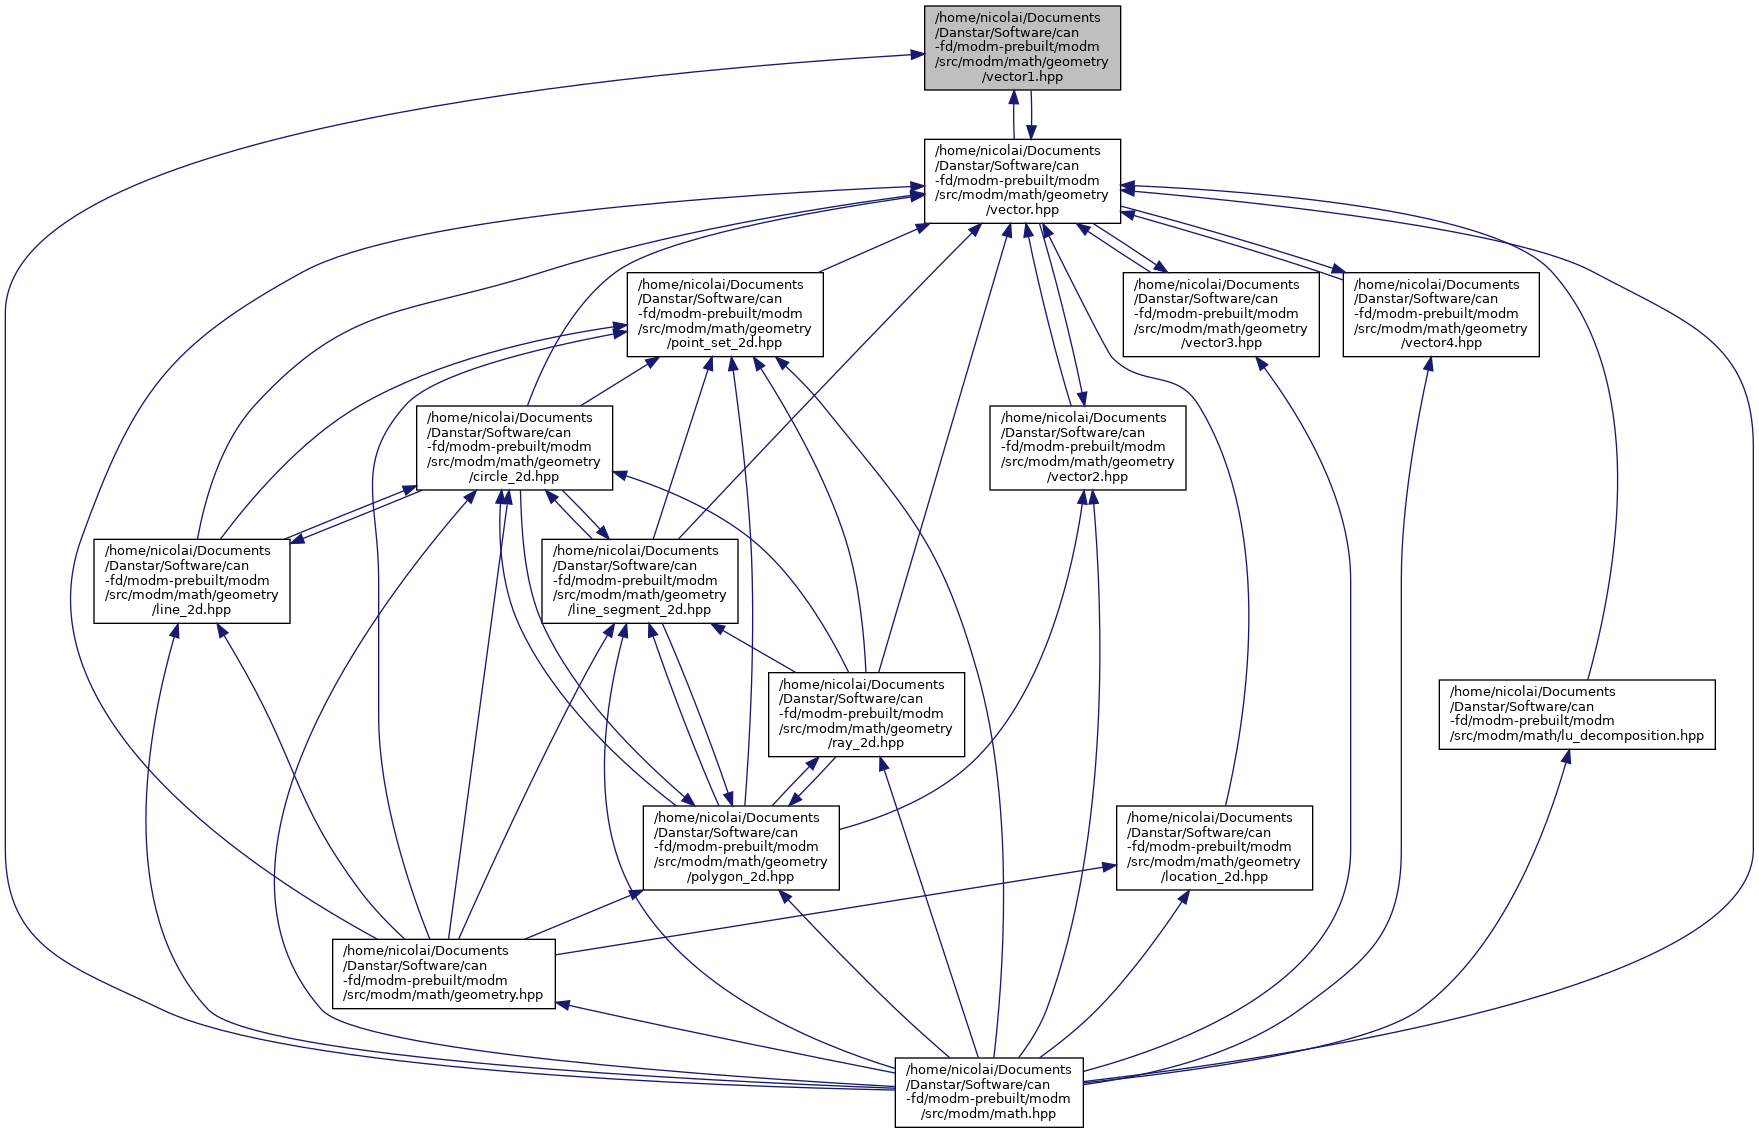 /home/nicolai/Documents
/Danstar/Software/can
-fd/modm-prebuilt/modm
/src/modm/math/geometry
/vector1.hpp
/home/nicolai/Documents
/Danstar/Software/can
-fd/modm-prebuilt/modm
/src/modm/math/geometry
/vector.hpp
/home/nicolai/Documents
/Danstar/Software/can
-fd/modm-prebuilt/modm
/src/modm/math/geometry
/point_set_2d.hpp
/home/nicolai/Documents
/Danstar/Software/can
-fd/modm-prebuilt/modm
/src/modm/math/geometry
/vector3.hpp
/home/nicolai/Documents
/Danstar/Software/can
-fd/modm-prebuilt/modm
/src/modm/math/geometry
/vector4.hpp
/home/nicolai/Documents
/Danstar/Software/can
-fd/modm-prebuilt/modm
/src/modm/math/geometry
/circle_2d.hpp
/home/nicolai/Documents
/Danstar/Software/can
-fd/modm-prebuilt/modm
/src/modm/math/geometry
/vector2.hpp
/home/nicolai/Documents
/Danstar/Software/can
-fd/modm-prebuilt/modm
/src/modm/math/geometry
/line_2d.hpp
/home/nicolai/Documents
/Danstar/Software/can
-fd/modm-prebuilt/modm
/src/modm/math/geometry
/line_segment_2d.hpp
/home/nicolai/Documents
/Danstar/Software/can
-fd/modm-prebuilt/modm
/src/modm/math/geometry
/ray_2d.hpp
/home/nicolai/Documents
/Danstar/Software/can
-fd/modm-prebuilt/modm
/src/modm/math/lu_decomposition.hpp
/home/nicolai/Documents
/Danstar/Software/can
-fd/modm-prebuilt/modm
/src/modm/math/geometry
/polygon_2d.hpp
/home/nicolai/Documents
/Danstar/Software/can
-fd/modm-prebuilt/modm
/src/modm/math/geometry
/location_2d.hpp
/home/nicolai/Documents
/Danstar/Software/can
-fd/modm-prebuilt/modm
/src/modm/math/geometry.hpp
/home/nicolai/Documents
/Danstar/Software/can
-fd/modm-prebuilt/modm
/src/modm/math.hpp